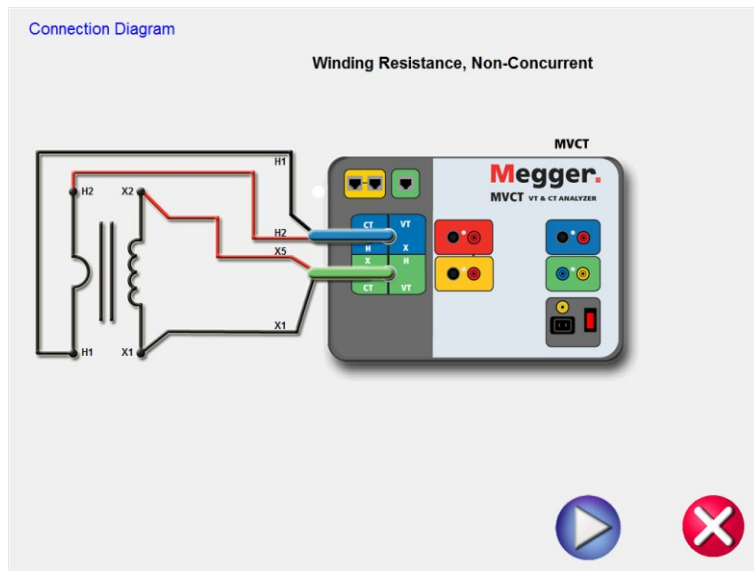 Connection Diagram
Winding Resistance, Non-Concurrent
MVCT
Megger.
MVCT VT & CT ANALYZER
H1
H2
X2
H2
X5
X1
H1
X1
CT VT
H X
X H
CT VT